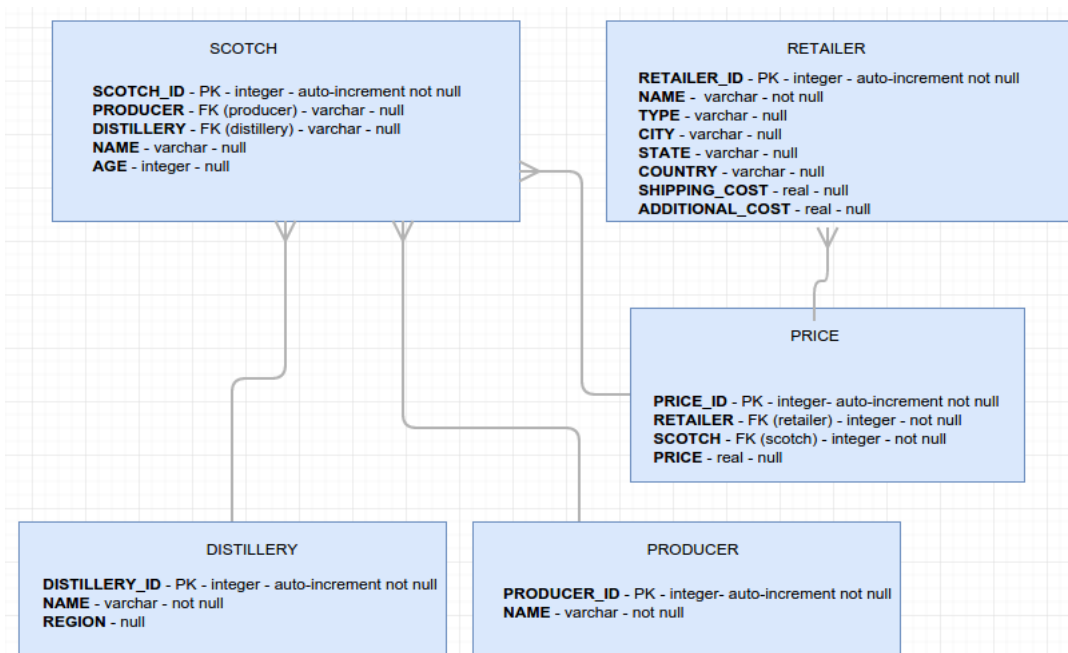 SCOTCH
SCOTCH_ID - PK - integer - auto-increment not null
PRODUCER - FK (producer) - varchar - null
DISTILLERY - FK (distillery) - varchar - null
NAME - varchar - null
AGE - integer - null
RETAILER
RETAILER_ID - PK - integer - auto-increment not null
NAME - varchar - not null
TYPE - varchar - null
CITY - varchar - null
STATE - varchar - null
COUNTRY - varchar - null
SHIPPING_COST - real - null
ADDITIONAL_COST - real - null
PRICE
PRICE_ID - PK - integer- auto-increment not null
RETAILER - FK (retailer) - integer - not null
SCOTCH - FK (scotch) - integer - not null
PRICE - real - null
DISTILLERY
DISTILLERY_ID - PK - integer - auto-increment not null
NAME - varchar - not null
REGION - null
PRODUCER
PRODUCER_ID - PK - integer- auto-increment not null
NAME - varchar - not null